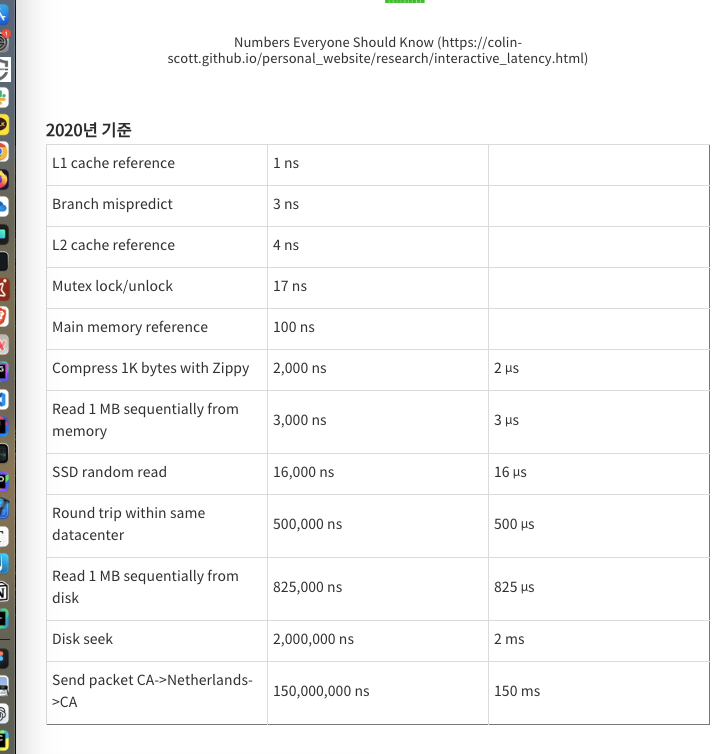 Numbers Everyone Should Know (https://colin-
scott.github.io/personal_website/research/interactive_latency.html)
2020년 기준
L1 cache reference 1 ns
Branch mispredict 3 ns
L2 cache reference 4 ns
Mutex lock/unlock 17 ns
Main memory reference 100 ns
Compress 1K bytes with Zippy 2,000 ns 2 µs
Read 1 MB sequentially from
memory 3,000 ns 3 µs
SSD random read 16,000 ns 16 µs
Round trip within same
datacenter 500,000 ns 500 µs
Read 1 MB sequentially from
disk 825,000 ns 825 µs
Disk seek 2,000,000 ns 2 ms
Send packet CA->Netherlands-
>CA 150,000,000 ns 150 ms